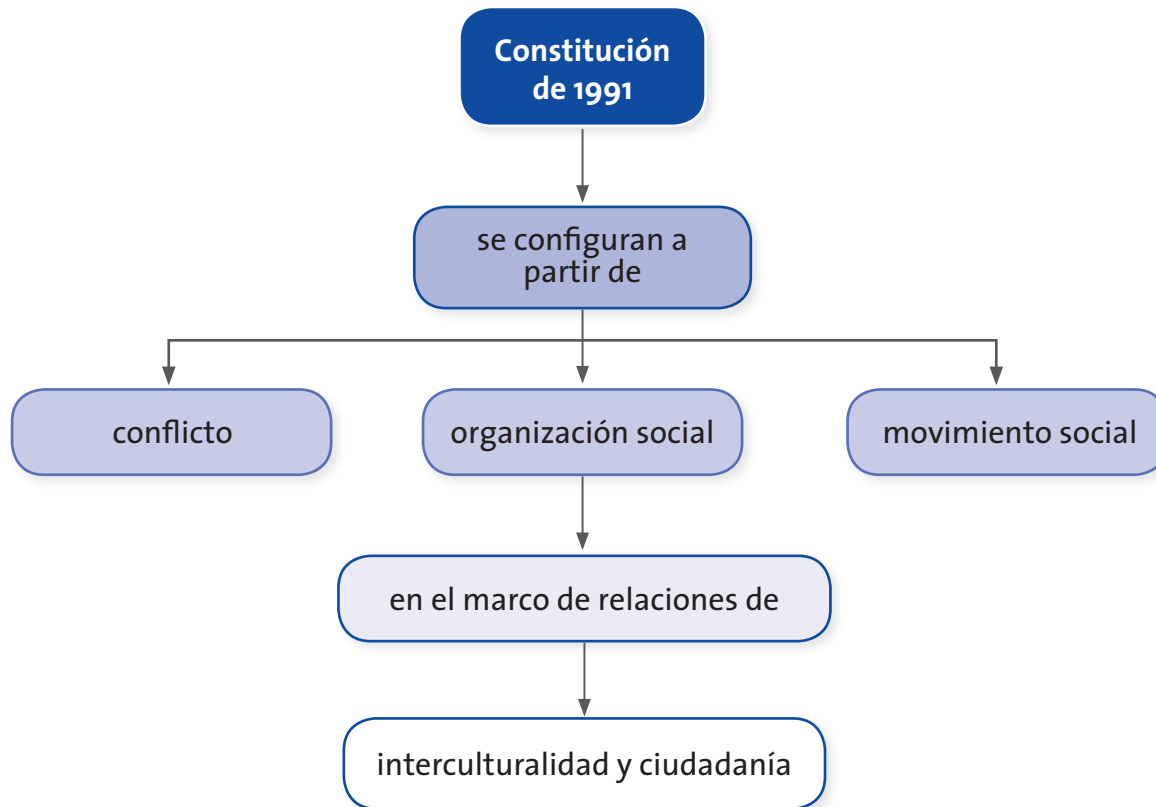 Constitución
de 1991
se configuran a
partir de
conflicto
organización social
movimiento social
en el marco de relaciones de
interculturalidad y ciudadanía